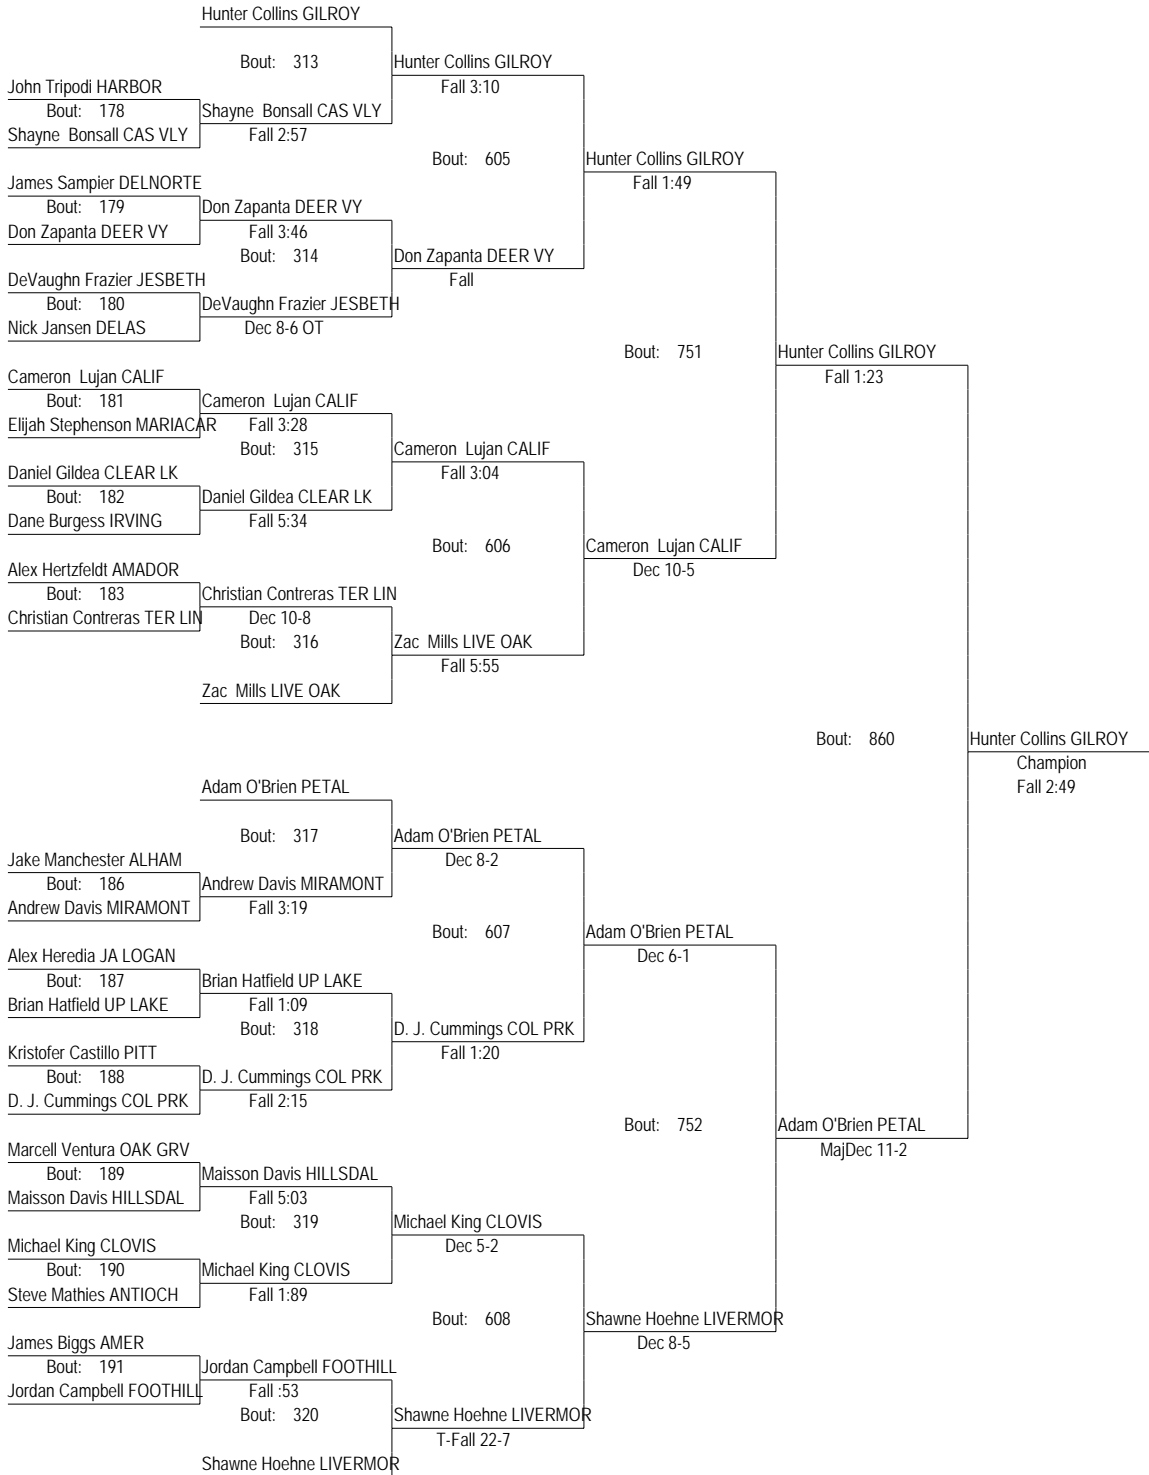 Hunter Collins GILROY
Bout: 313
Hunter Collins GILROY
John Tripodi HARBOR
Fall 3:10
Bout: 178
Shayne Bonsall CAS VLY
Shayne Bonsall CAS VLY
Fall 2:57
Bout: 605
Hunter Collins GILROY
James Sampier DELNORTE
Fall 1:49
Bout: 179
Don Zapanta DEER VY
Don Zapanta DEER VY
Fall 3:46
Bout: 314
Don Zapanta DEER VY
DeVaughn Frazier JESBETH
Fall
Bout: 180
DeVaughn Frazier JESBETH
Nick Jansen DELAS
Dec 8-6 OT
Bout: 751
Hunter Collins GILROY
Cameron Lujan CALIF
Fall 1:23
Bout: 181
Cameron Lujan CALIF
Elijah Stephenson MARIACAR
Fall 3:28
Bout: 315
Cameron Lujan CALIF
Daniel Gildea CLEAR LK
Fall 3:04
Bout: 182
Daniel Gildea CLEAR LK
Dane Burgess IRVING
Fall 5:34
Bout: 606
Cameron Lujan CALIF
Alex Hertzfeldt AMADOR
Dec 10-5
Bout: 183
Christian Contreras TER LIN
Christian Contreras TER LIN
Dec 10-8
Bout: 316
Zac Mills LIVE OAK
Fall 5:55
Zac Mills LIVE OAK
Bout: 860
Hunter Collins GILROY
Champion
Adam O'Brien PETAL
Fall 2:49
Bout: 317
Adam O'Brien PETAL
Jake Manchester ALHAM
Dec 8-2
Bout: 186
Andrew Davis MIRAMONT
Andrew Davis MIRAMONT
Fall 3:19
Bout: 607
Adam O'Brien PETAL
Alex Heredia JA LOGAN
Dec 6-1
Bout: 187
Brian Hatfield UP LAKE
Brian Hatfield UP LAKE
Fall 1:09
Bout: 318
D. J. Cummings COL PRK
Kristofer Castillo PITT
Fall 1:20
Bout: 188
D. J. Cummings COL PRK
D. J. Cummings COL PRK
Fall 2:15
Bout: 752
Adam O'Brien PETAL
Marcell Ventura OAK GRV
MajDec 11-2
Bout: 189
Maisson Davis HILLSDAL
Maisson Davis HILLSDAL
Fall 5:03
Bout: 319
Michael King CLOVIS
Michael King CLOVIS
Dec 5-2
Bout: 190
Michael King CLOVIS
Steve Mathies ANTIOCH
Fall 1:89
Bout: 608
Shawne Hoehne LIVERMOR
James Biggs AMER
Dec 8-5
Bout: 191
Jordan Campbell FOOTHILL
Jordan Campbell FOOTHILL
Fall :53
Bout: 320
Shawne Hoehne LIVERMOR
T-Fall 22-7
Shawne Hoehne LIVERMOR